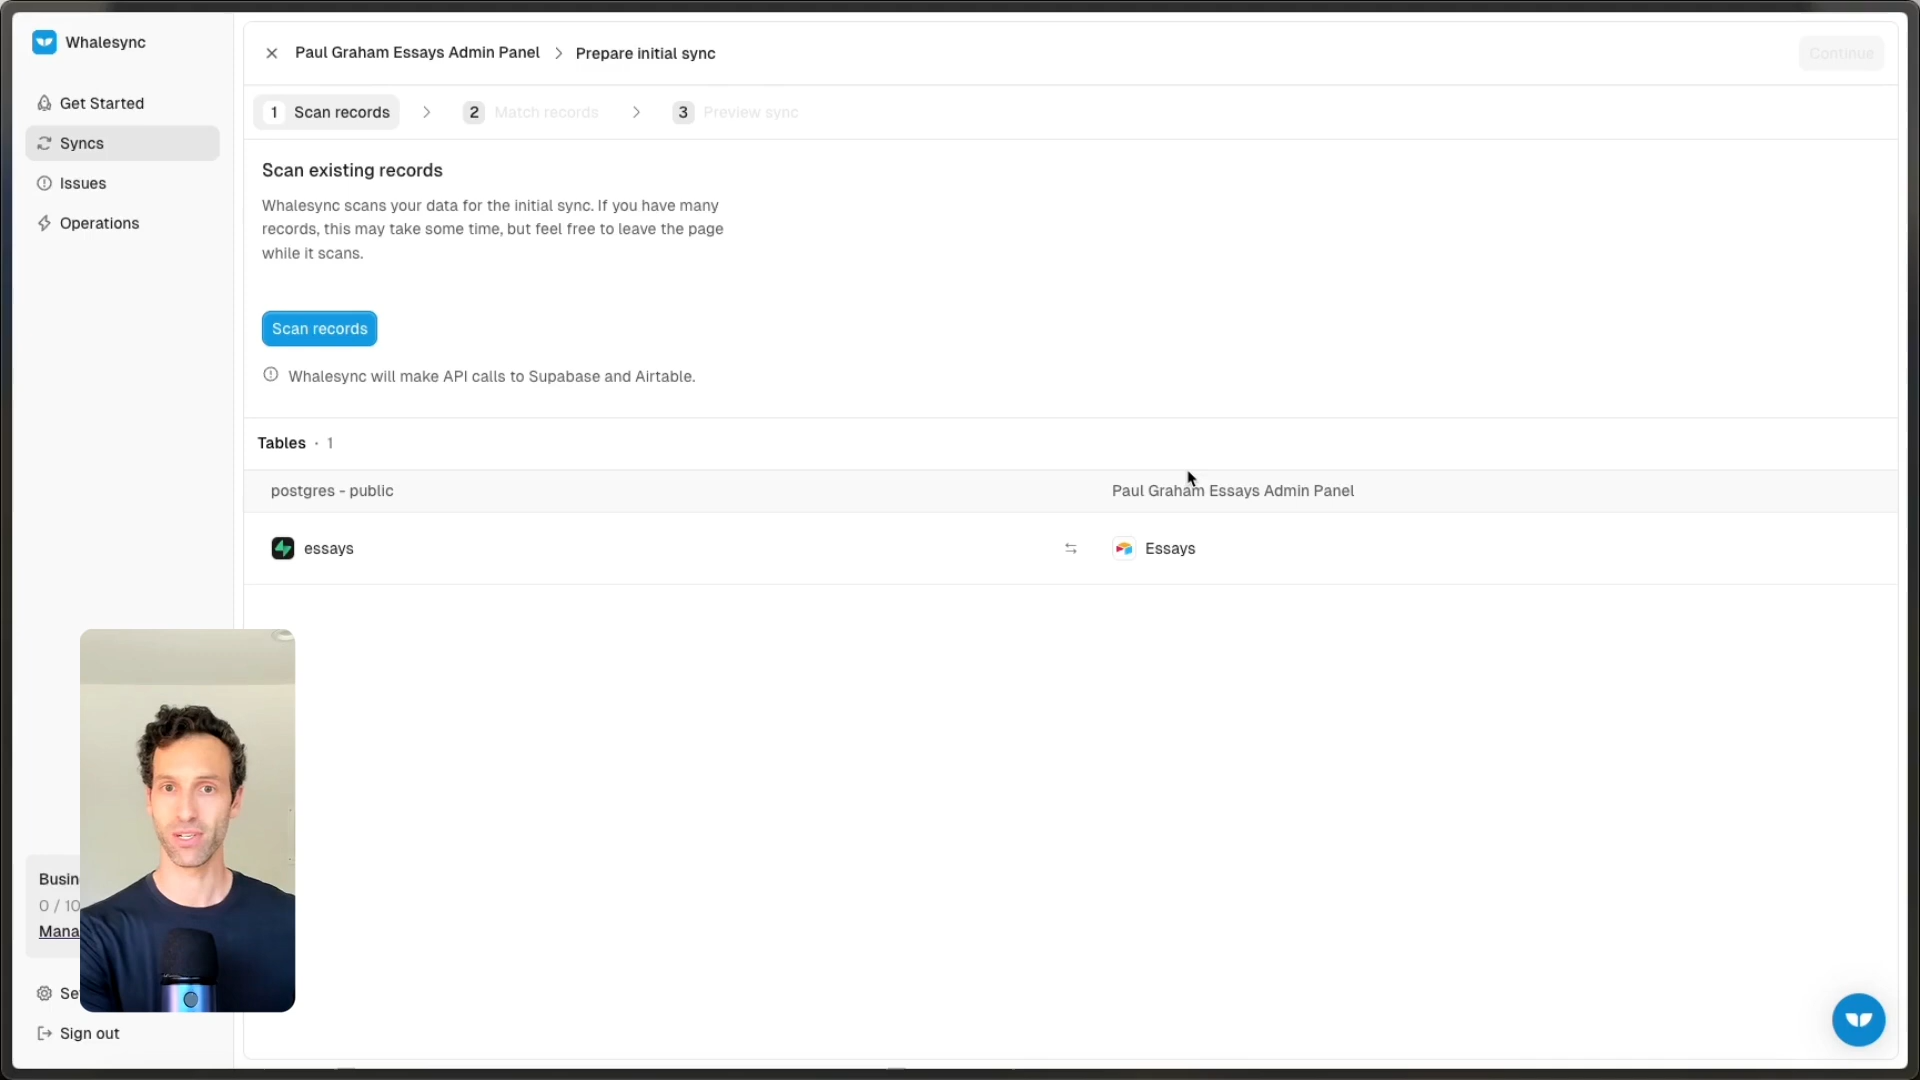 Whalesync
Get Started
Syncs
Issues
Operations
Paul Graham Essays Admin Panel > Prepare initial sync
Continue
1 Scan records > 2 Match records > 3 Preview sync
Scan existing records
Whalesync scans your data for the initial sync. If you have many
records, this may take some time, but feel free to leave the page
while it scans.
Scan records
Whalesync will make API calls to Supabase and Airtable.
Tables · 1
postgres - public
Paul Graham Essays Admin Panel
essays
Essays
Busin
0 / 10
Mana
Se
Sign out